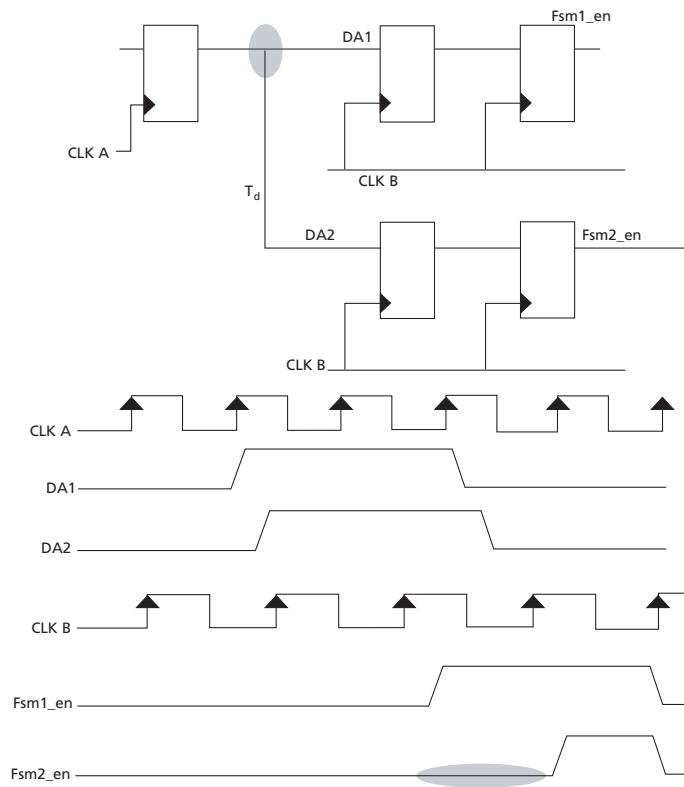 Fsm1_en
DA1
CLK A
CLK B
Td
DA2
Fsm2_en
CLK B
CLK A
DA1
DA2
CLK B
Fsm1_en
Fsm2_en